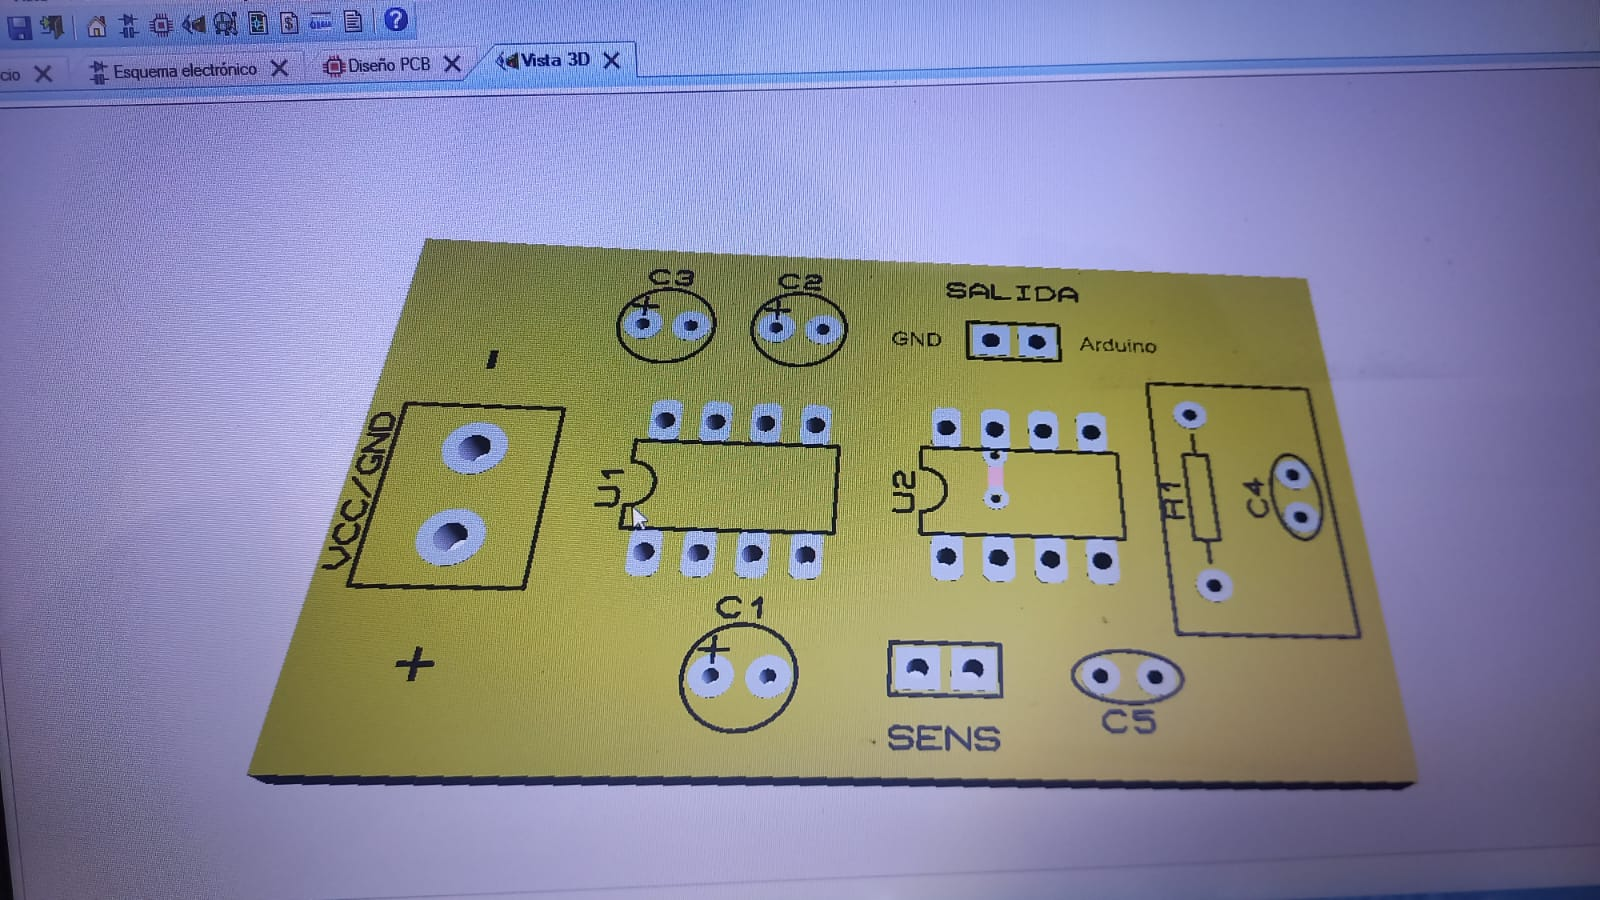 cio
Esquema electrónico
Diseño PCB
Vista 3D
C3
C2
SALIDA
+
+
GND
Arduino
-
VCC/GND
U1
U2
R1
C4
C1
+
+
SENS
C5